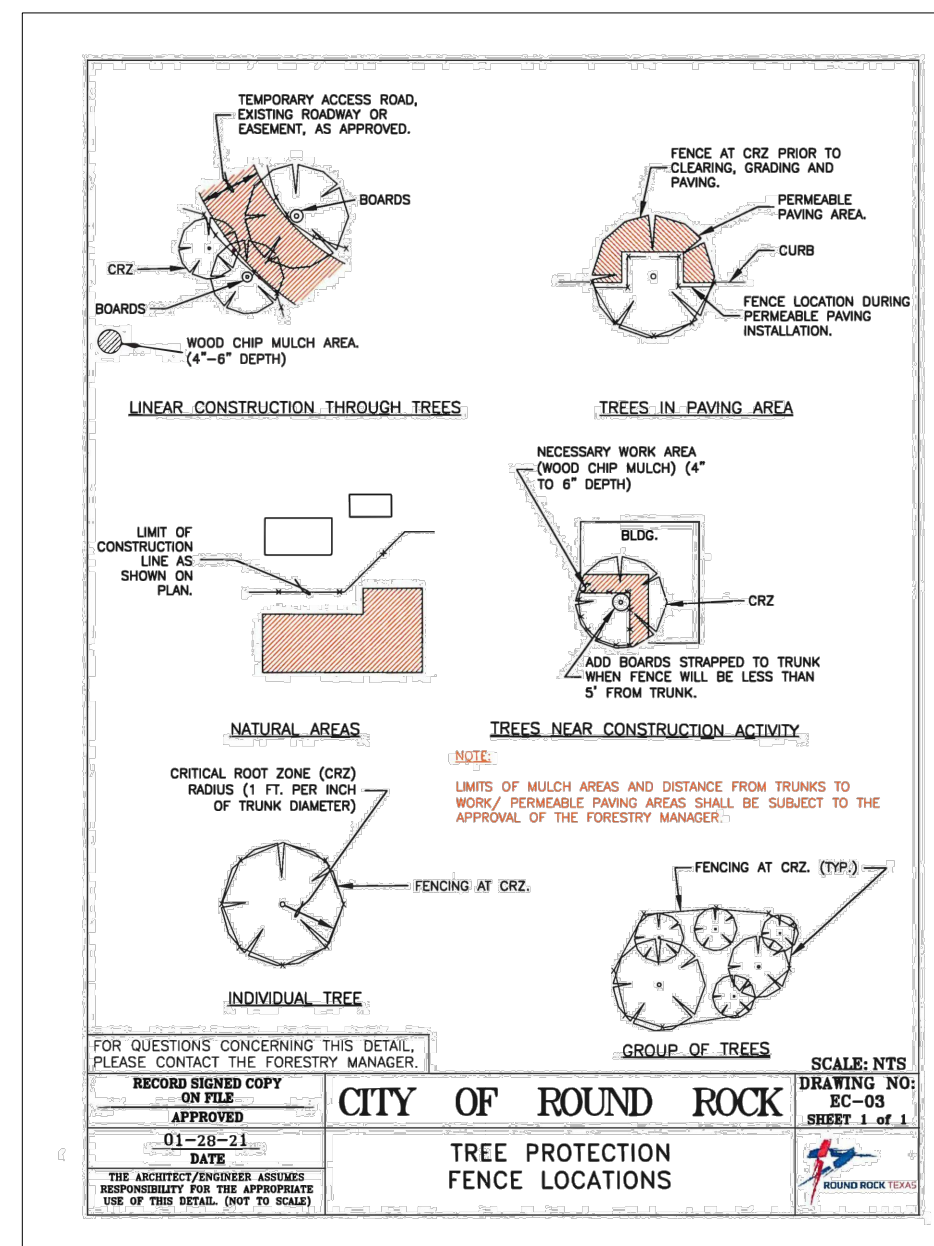 TEMPORARY ACCESS ROAD,
EXISTING ROADWAY OR
EASEMENT, AS APPROVED.
BOARDS
CRZ
BOARDS
WOOD CHIP MULCH AREA.
(4"-6" DEPTH)
LINEAR CONSTRUCTION THROUGH TREES
FENCE AT CRZ PRIOR TO
CLEARING, GRADING AND
PAVING.
PERMEABLE
PAVING AREA.
CURB
FENCE LOCATION DURING
PERMEABLE PAVING
INSTALLATION.
TREES IN PAVING AREA
LIMIT OF
CONSTRUCTION
LINE AS
SHOWN ON
PLAN.
NATURAL AREAS
NECESSARY WORK AREA
(WOOD CHIP MULCH) (4"
TO 6" DEPTH)
BLDG.
CRZ
ADD BOARDS STRAPPED TO TRUNK
WHEN FENCE WILL BE LESS THAN
5' FROM TRUNK.
TREES NEAR CONSTRUCTION ACTIVITY
NOTE:
LIMITS OF MULCH AREAS AND DISTANCE FROM TRUNKS TO
WORK/ PERMEABLE PAVING AREAS SHALL BE SUBJECT TO THE
APPROVAL OF THE FORESTRY MANAGER.
CRITICAL ROOT ZONE (CRZ)
RADIUS (1 FT. PER INCH
OF TRUNK DIAMETER)
FENCING AT CRZ.
INDIVIDUAL TREE
FENCING AT CRZ. (TYP.)
GROUP OF TREES
FOR QUESTIONS CONCERNING THIS DETAIL,
PLEASE CONTACT THE FORESTRY MANAGER.
SCALE: NTS
RECORD SIGNED COPY
ON FILE
APPROVED
01-28-21
DATE
THE ARCHITECT/ENGINEER ASSUMES
RESPONSIBILITY FOR THE APPROPRIATE
USE OF THIS DETAIL. (NOT TO SCALE)
CITY OF ROUND ROCK
TREE PROTECTION
FENCE LOCATIONS
DRAWING NO:
EC-03
SHEET 1 of 1
ROUND ROCK TEXAS